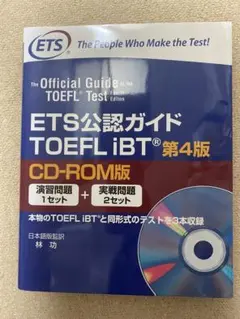 ETS® The People Who Make the Test!
The Official Guide to the
TOEFL® Test Edition
ETS公認ガイド
TOEFL iBT® 第4版
CD-ROM版
演習問題
1セット
+
実戦問題
2セット
本物のTOEFL iBT®と同形式のテストを3本収録
日本語版監訳
林 功